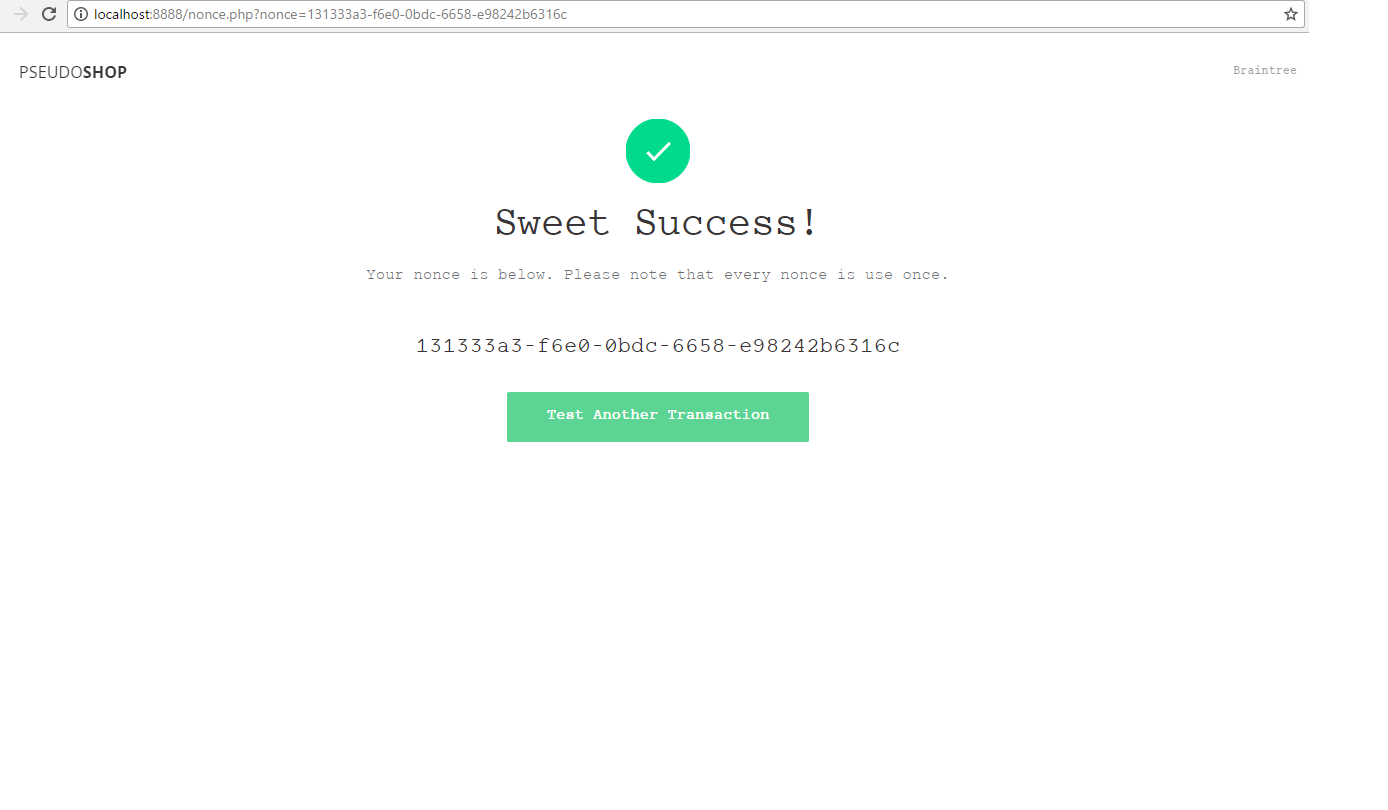 localhost:8888/nonce.php?nonce=131333a3-f6e0-0bdc-6658-e98242b6316c
PSEUDOSHOP
Braintree
Sweet Success!
Your nonce is below. Please note that every nonce is use once.
131333a3-f6e0-0bdc-6658-e98242b6316c
Test Another Transaction